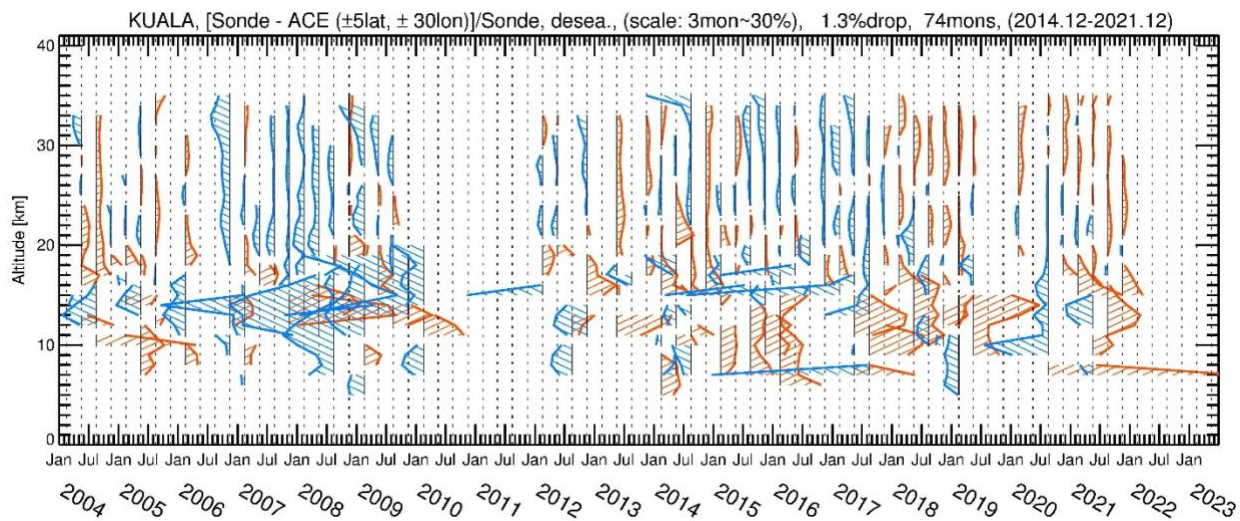 KUALA, [Sonde - ACE (±5lat, ± 30lon)]/Sonde, desea., (scale: 3mon~30%), 1.3%drop, 74mons, (2014.12-2021.12)
40
30
Altitude [km]
20
10
0
Jan Jul Jan Jul Jan Jul Jan Jul Jan Jul Jan Jul Jan Jul Jan Jul Jan Jul Jan Jul Jan Jul Jan Jul Jan Jul Jan Jul Jan Jul Jan Jul Jan Jul Jan Jul Jan Jul Jan
2004 2005 2006 2007 2008 2009 2010 2011 2012 2013 2014 2015 2016 2017 2018 2019 2020 2021 2022 2023